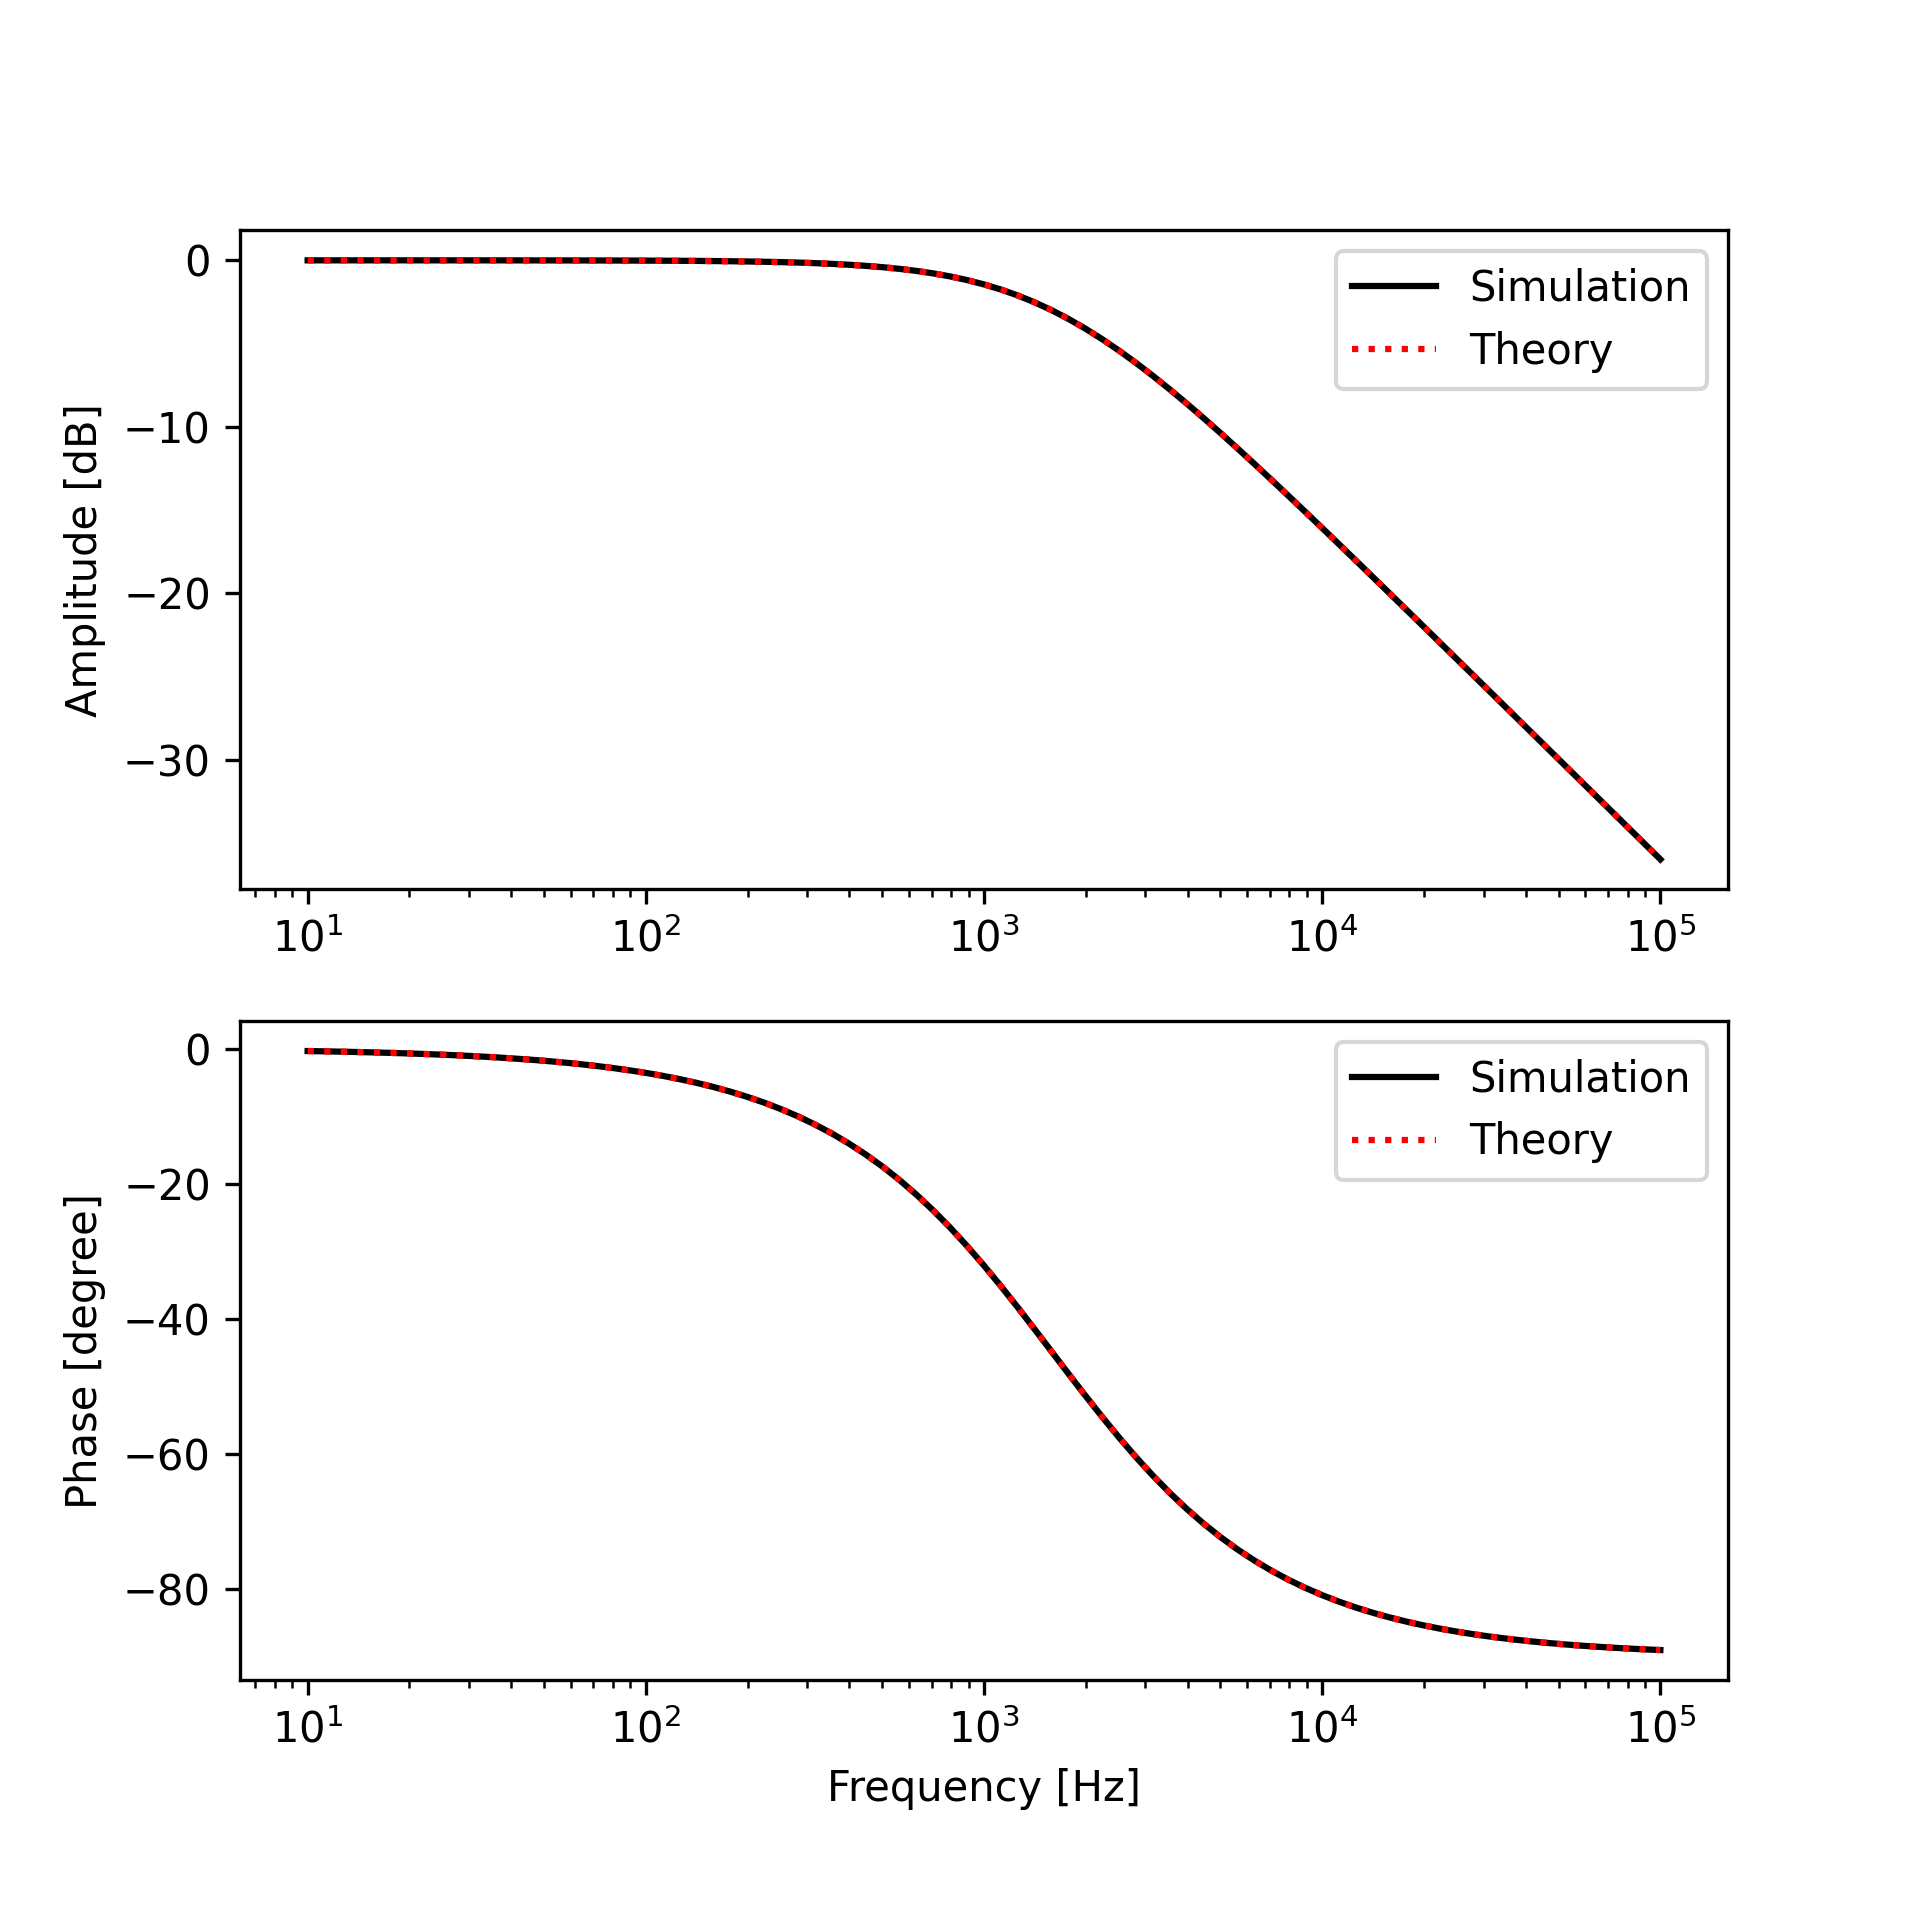 0
−10
−20
−30
Amplitude [dB]
Simulation
Theory
10¹ 10² 10³ 10⁴ 10⁵
0
−20
−40
−60
−80
Phase [degree]
Simulation
Theory
10¹ 10² 10³ 10⁴ 10⁵
Frequency [Hz]